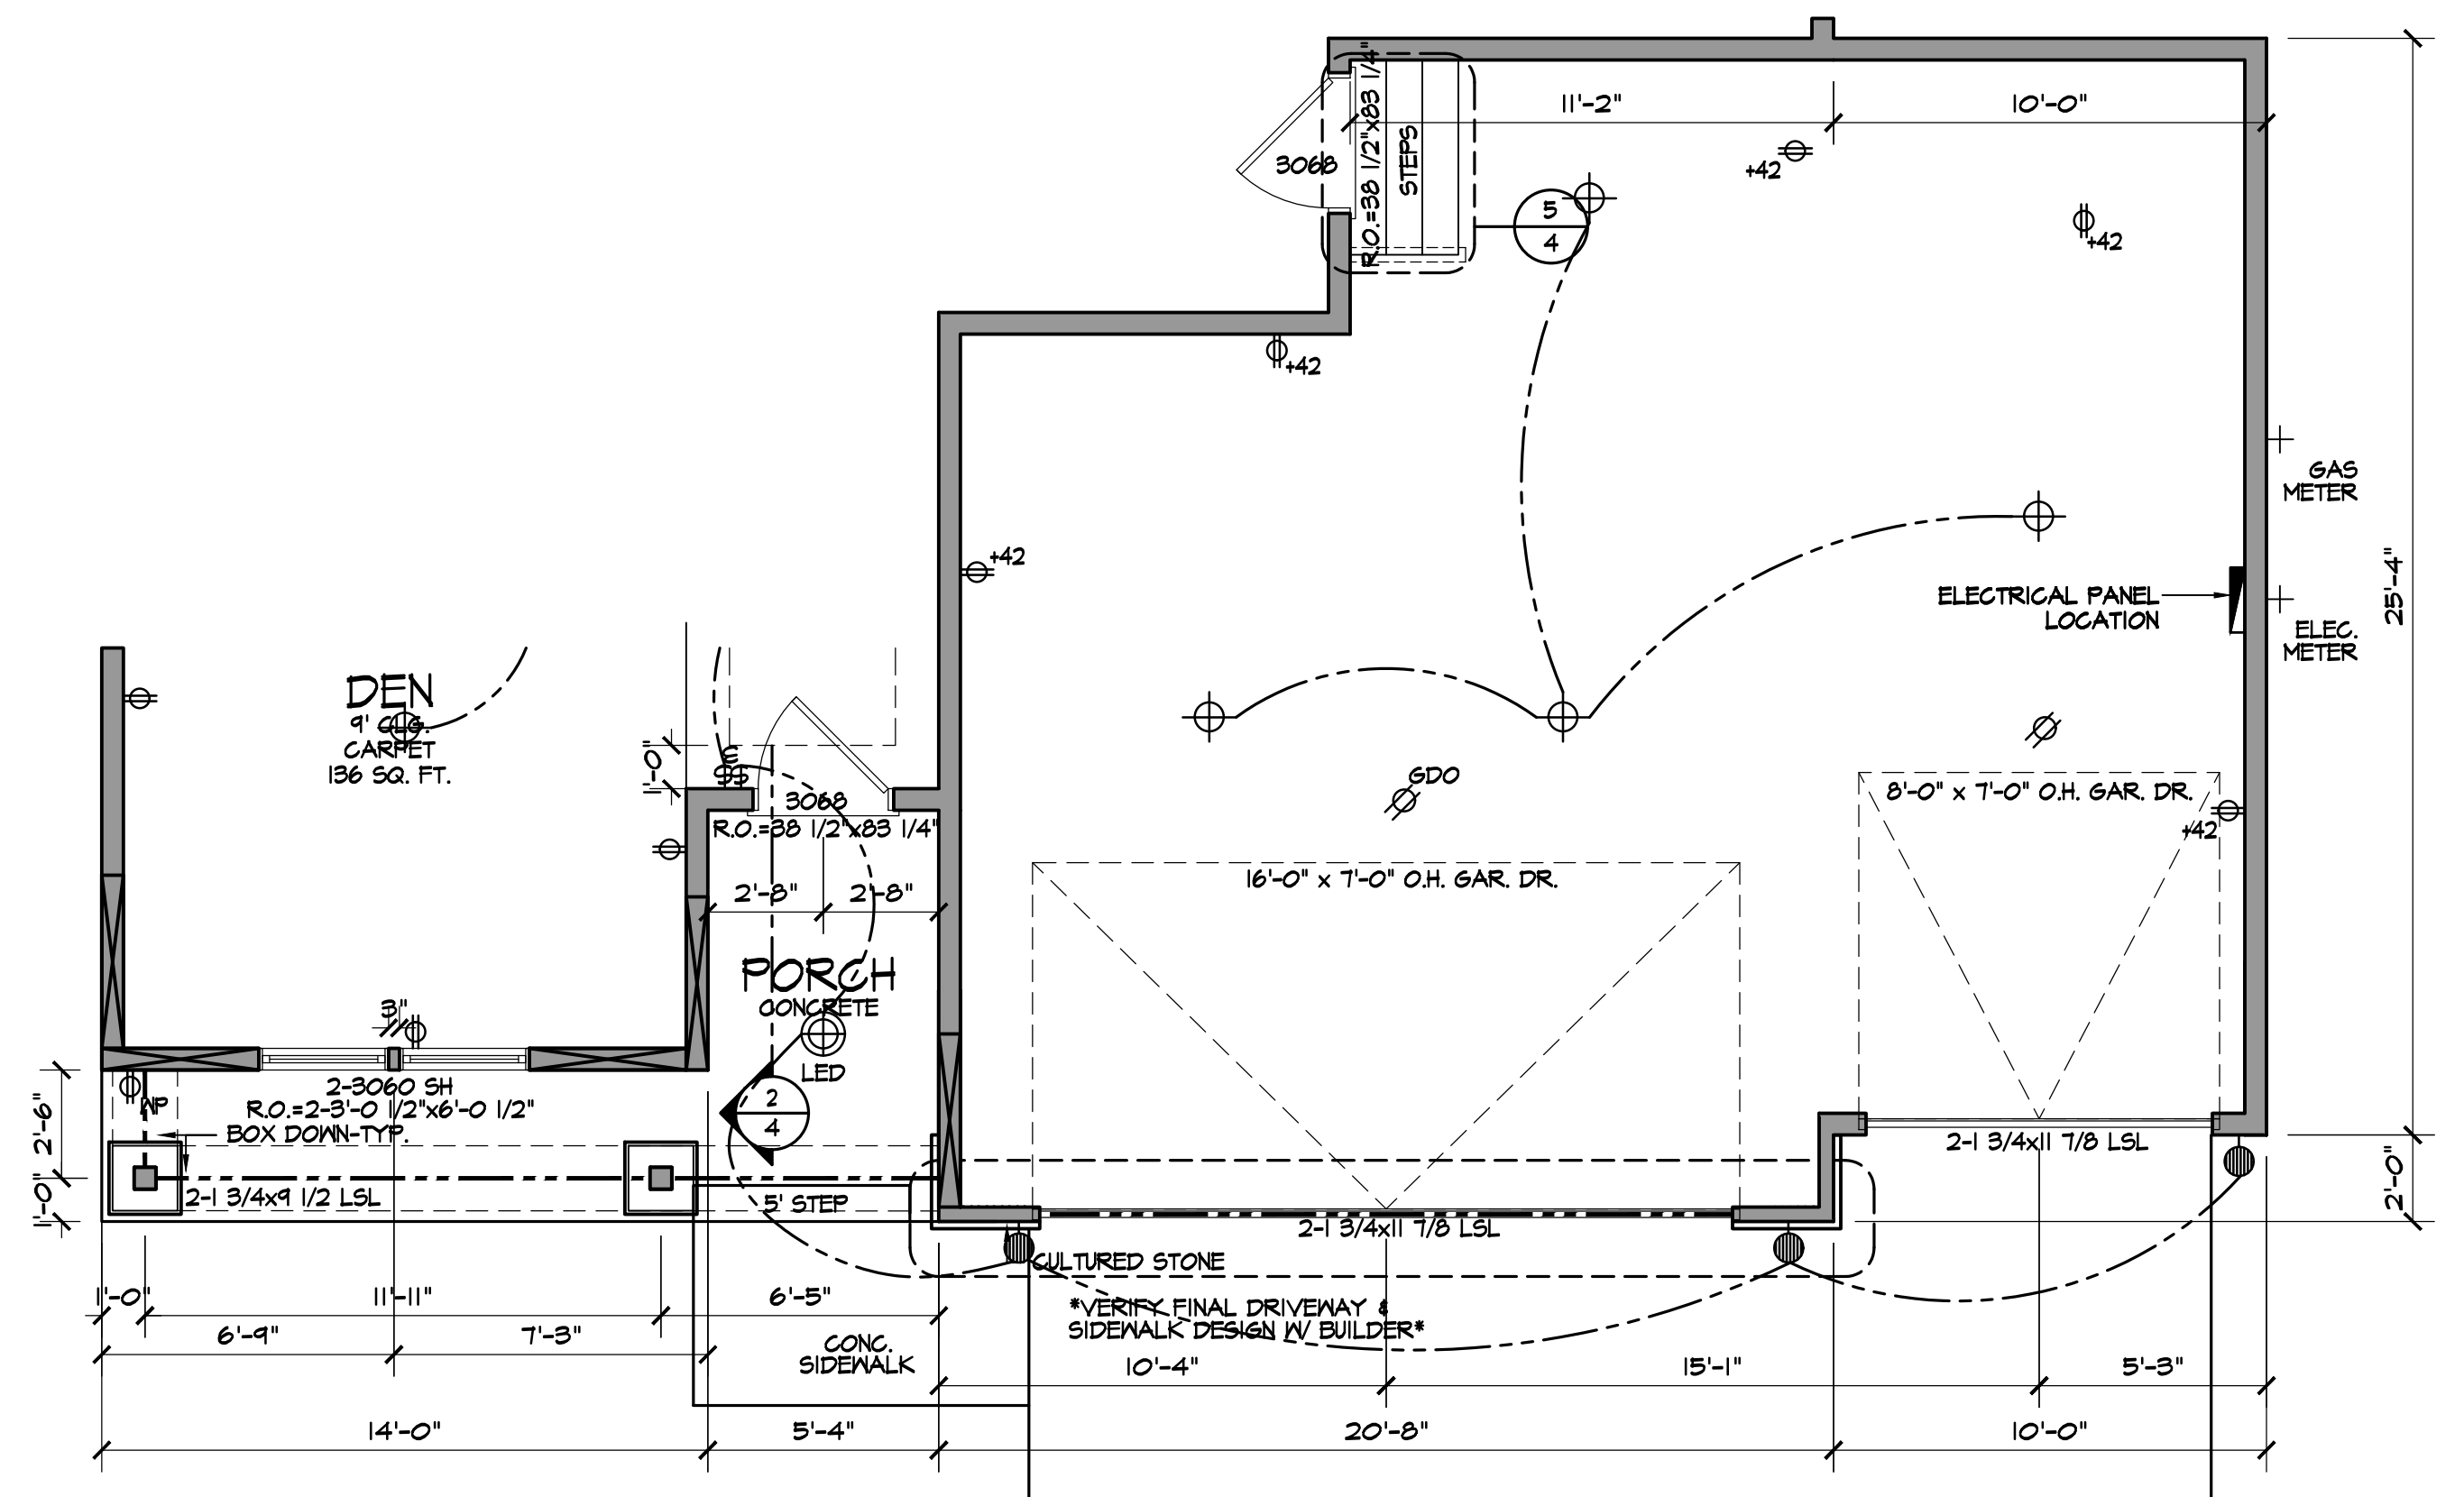 11'-2"
10'-0"
R.O.=38 1/2"x83 1/4"
STEPS
3068
+42
5
4
+42
+42
GAS
METER
+42
25'-4"
ELECTRICAL PANEL
LOCATION
ELEC.
METER
DEN
9' CLG.
CARPET
136 SQ. FT.
1'-0"
3
$$
GDO
3068
R.O.=38 1/2"x83 1/4"
8'-0" x 7'-0" O.H. GAR. DR.
+42
16'-0" x 7'-0" O.H. GAR. DR.
2'-8"
2'-8"
PORCH
CONCRETE
3"
LED
2
4
2-3060 SH
R.O.=2-3'-0 1/2"x6'-0 1/2"
WP
BOX DOWN-TYP.
2'-6"
1'-0"
2-1 3/4x9 1/2 LSL
5' STEP
2-1 3/4x11 7/8 LSL
2-1 3/4x11 7/8 LSL
2'-0"
CULTURED STONE
1'-0"
11'-11"
6'-5"
*VERIFY FINAL DRIVEWAY &
SIDEWALK DESIGN W/ BUILDER*
6'-9"
7'-3"
CONC.
SIDEWALK
10'-4"
15'-1"
5'-3"
14'-0"
5'-4"
20'-8"
10'-0"